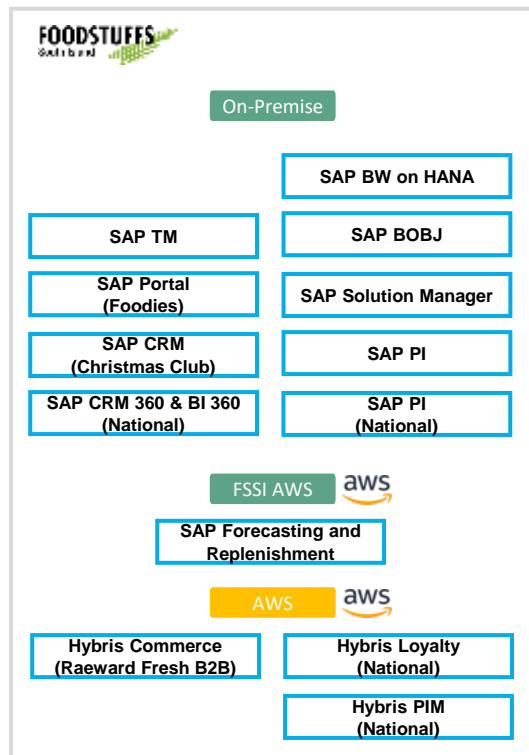 FOODSTUFFS
South Island
On-Premise
SAP BW on HANA
SAP TM
SAP BOBJ
SAP Portal
(Foodies)
SAP Solution Manager
SAP CRM
(Christmas Club)
SAP PI
SAP CRM 360 & BI 360
(National)
SAP PI
(National)
FSSI AWS
aws
SAP Forecasting and
Replenishment
AWS
aws
Hybris Commerce
(Raeward Fresh B2B)
Hybris Loyalty
(National)
Hybris PIM
(National)